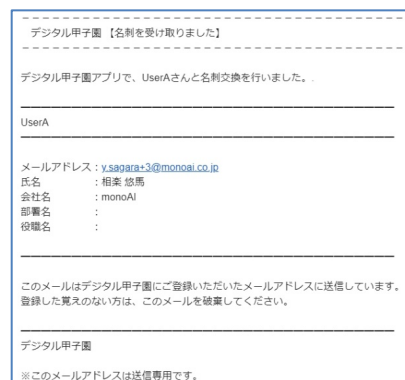 デジタル甲子園 【名刺を受け取りました】
デジタル甲子園アプリで、UserAさんと名刺交換を行いました。
UserA
メールアドレス：y.sagara+3@monoai.co.jp
氏名　　　　　：相楽 悠馬
会社名　　　　：monoAI
部署名　　　　：
役職名　　　　：
このメールはデジタル甲子園にご登録いただいたメールアドレスに送信しています。
登録した覚えのない方は、このメールを破棄してください。
デジタル甲子園
※このメールアドレスは送信専用です。